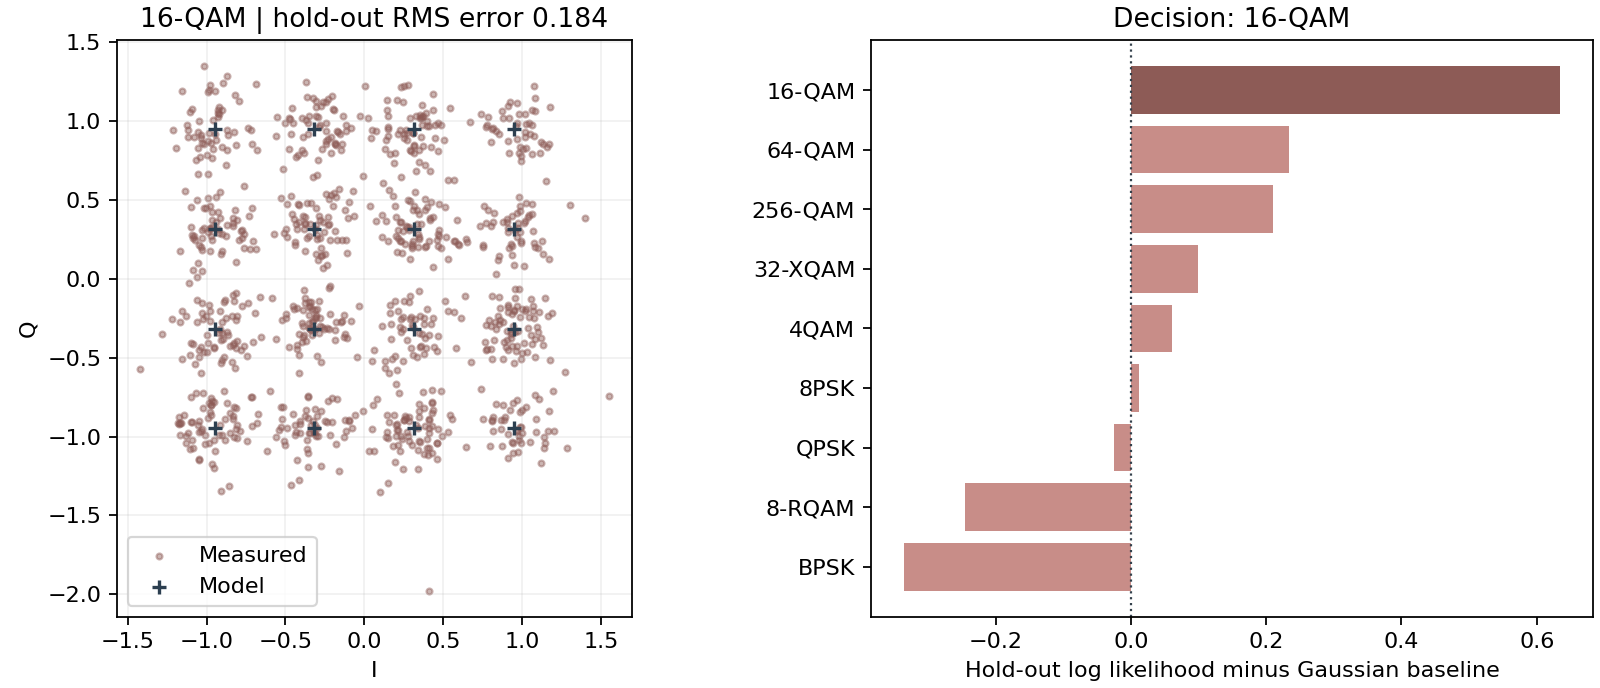 16-QAM | hold-out RMS error 0.184
1.5
1.0
0.5
0.0
−0.5
−1.0
−1.5
−2.0
Q
Measured
Model
−1.5 −1.0 −0.5 0.0 0.5 1.0 1.5
I
Decision: 16-QAM
16-QAM
64-QAM
256-QAM
32-XQAM
4QAM
8PSK
QPSK
8-RQAM
BPSK
−0.2 0.0 0.2 0.4 0.6
Hold-out log likelihood minus Gaussian baseline